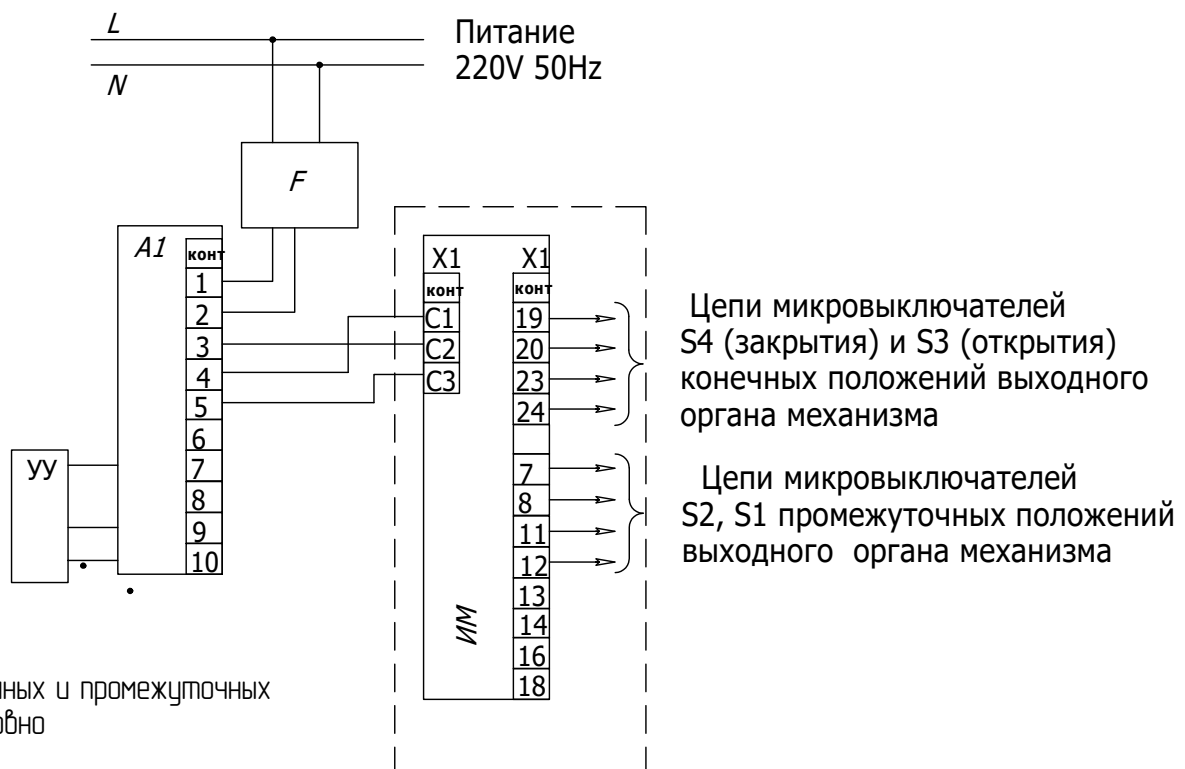 L
Питание
220V 50Hz
N
F
A1
конт
1
2
3
4
5
6
7
8
9
10
УУ
X1
конт
C1
C2
C3
ИМ
X1
конт
19
20
23
24
7
8
11
12
13
14
16
18
Цепи микровыключателей
S4 (закрытия) и S3 (открытия)
конечных положений выходного
органа механизма
Цепи микровыключателей
S2, S1 промежуточных положений
выходного органа механизма
и промежуточных